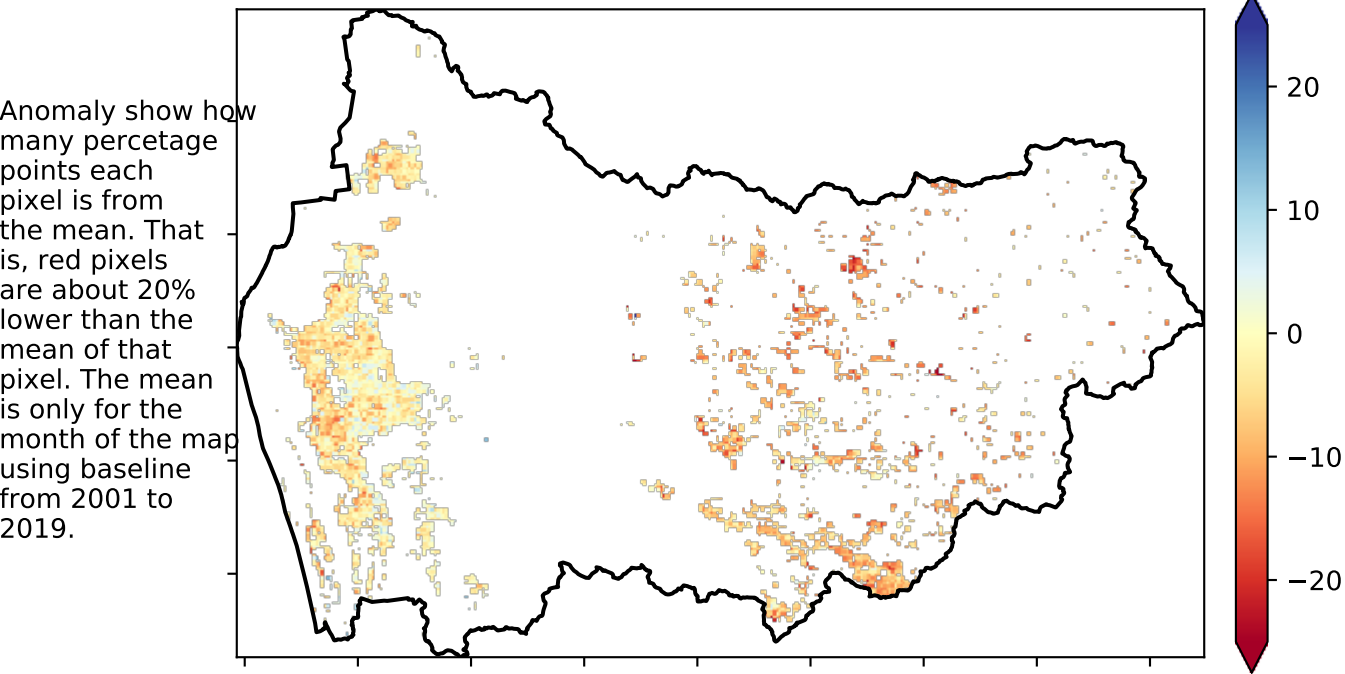 Anomaly show how
many percetage
points each
pixel is from
the mean. That
is, red pixels
are about 20%
lower than the
mean of that
pixel. The mean
is only for the
month of the map
using baseline
from 2001 to
2019.
20
10
0
−10
−20